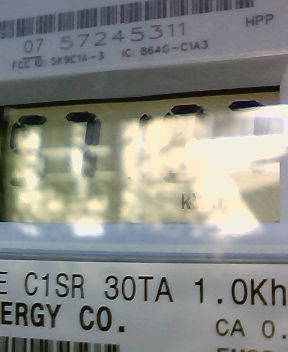 07 57245311
HPP
FCC ID: SK9C1A-3 IC: 864G-C1A3
E C1SR 30TA 1.0Kh
ERGY CO.
CA 0.